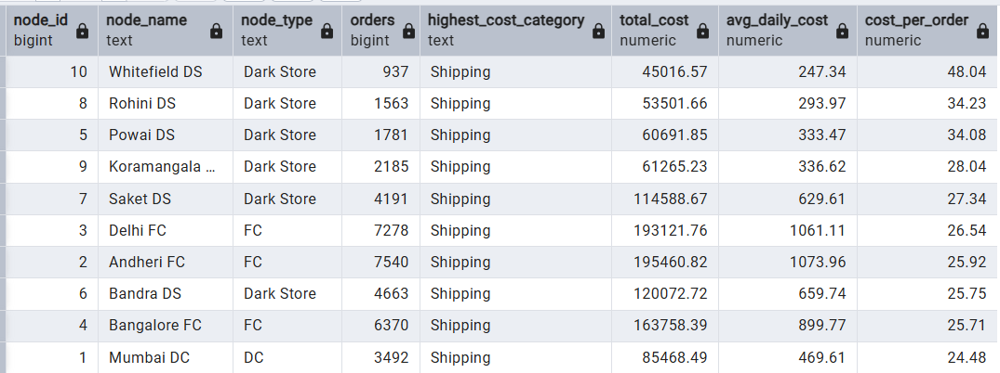 node_id node_name node_type orders highest_cost_category total_cost avg_daily_cost cost_per_order
bigint text text bigint text numeric numeric numeric
10 Whitefield DS Dark Store 937 Shipping 45016.57 247.34 48.04
8 Rohini DS Dark Store 1563 Shipping 53501.66 293.97 34.23
5 Powai DS Dark Store 1781 Shipping 60691.85 333.47 34.08
9 Koramangala ... Dark Store 2185 Shipping 61265.23 336.62 28.04
7 Saket DS Dark Store 4191 Shipping 114588.67 629.61 27.34
3 Delhi FC FC 7278 Shipping 193121.76 1061.11 26.54
2 Andheri FC FC 7540 Shipping 195460.82 1073.96 25.92
6 Bandra DS Dark Store 4663 Shipping 120072.72 659.74 25.75
4 Bangalore FC FC 6370 Shipping 163758.39 899.77 25.71
1 Mumbai DC DC 3492 Shipping 85468.49 469.61 24.48